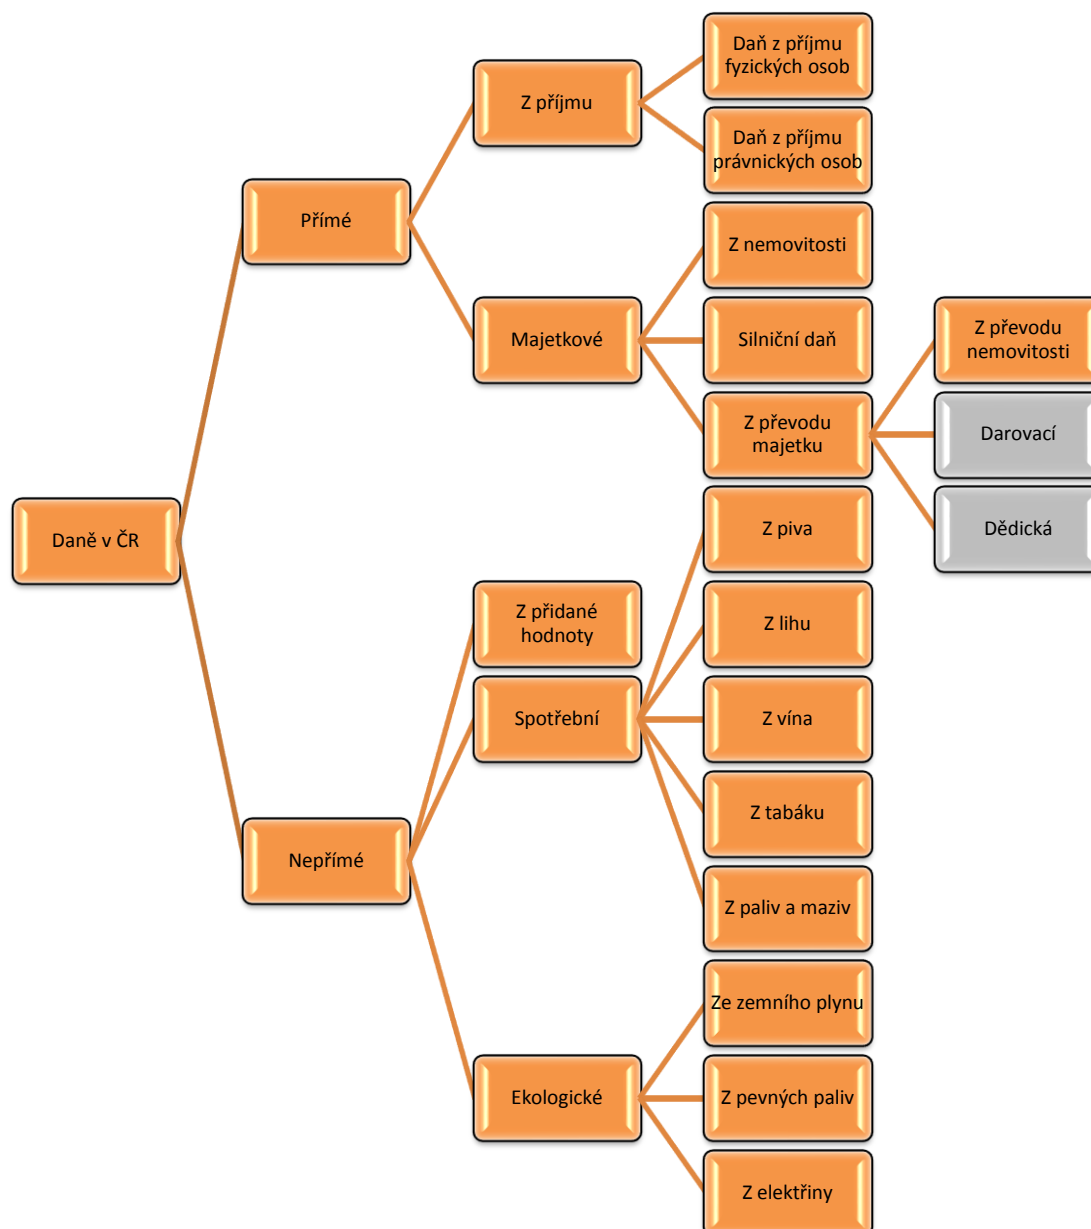 Daně v ČR
Přímé
Z příjmu
Daň z příjmu
fyzických osob
Daň z příjmu
právnických osob
Majetkové
Z nemovitosti
Silniční daň
Z převodu
majetku
Z převodu
nemovitosti
Darovací
Dědická
Nepřímé
Z přidané
hodnoty
Spotřební
Z piva
Z lihu
Z vína
Z tabáku
Z paliv a maziv
Ekologické
Ze zemního plynu
Z pevných paliv
Z elektřiny